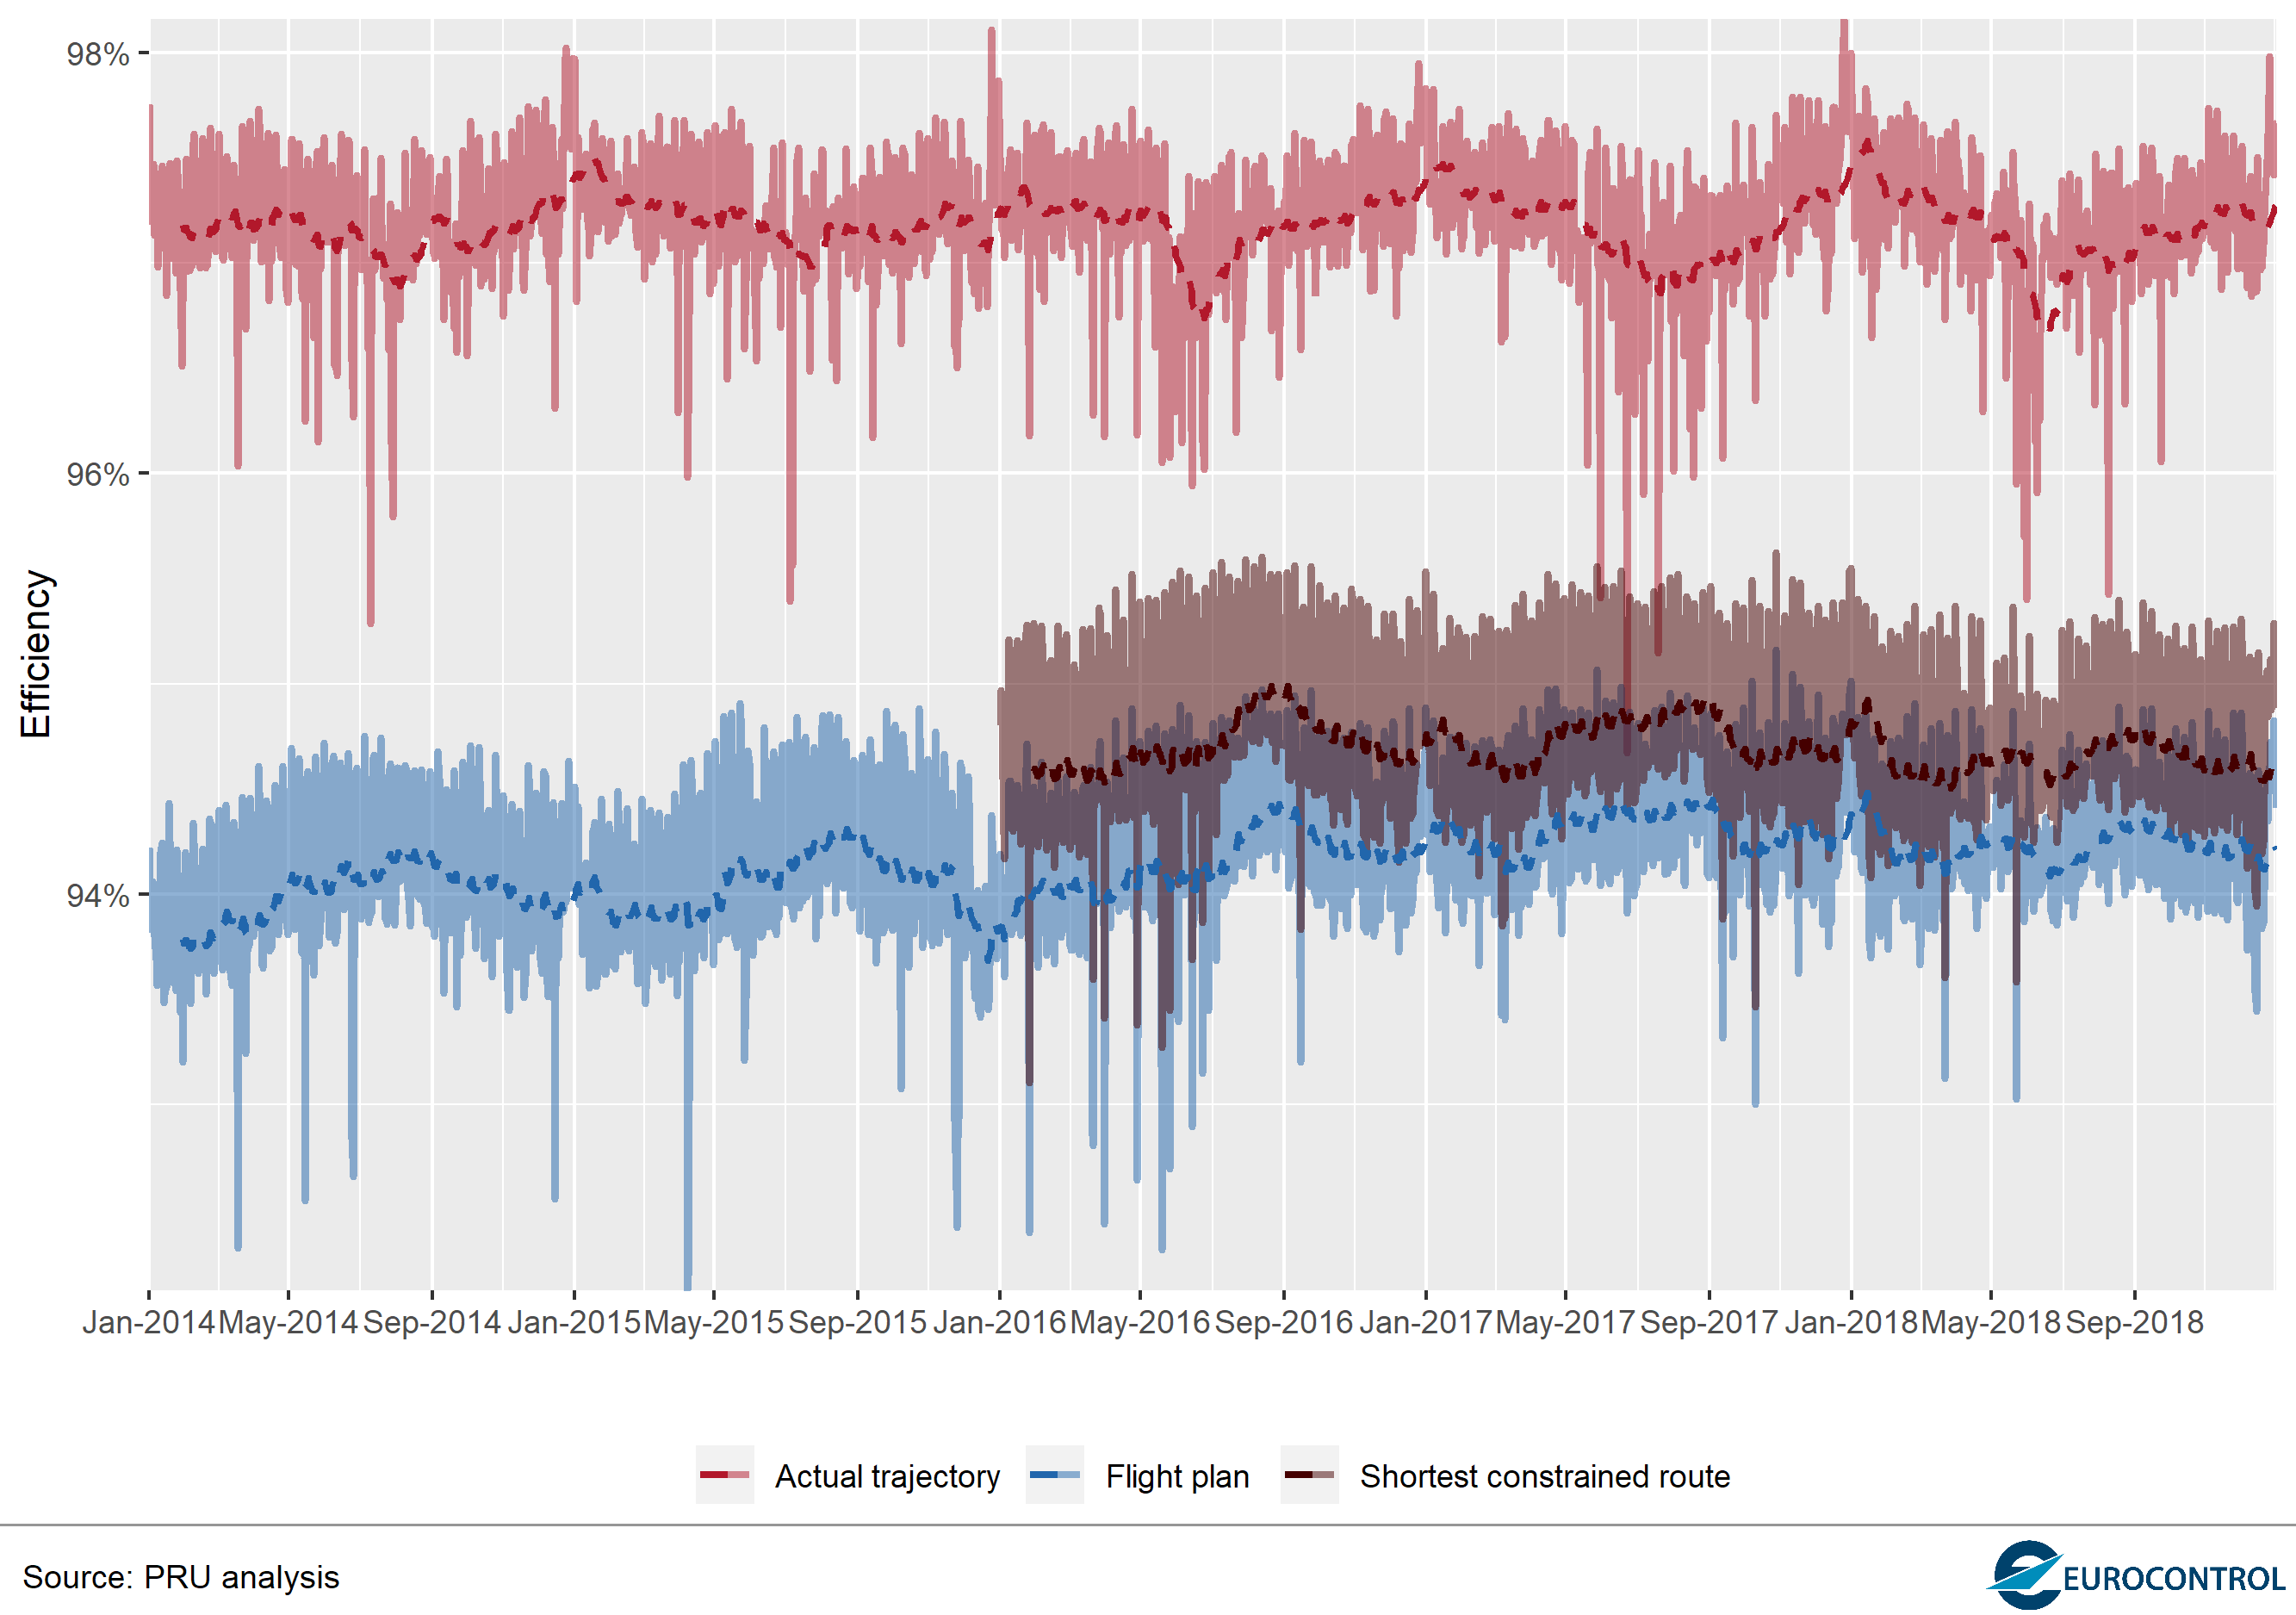 98%
96%
94%
Efficiency
Jan-2014 May-2014 Sep-2014 Jan-2015 May-2015 Sep-2015 Jan-2016 May-2016 Sep-2016 Jan-2017 May-2017 Sep-2017 Jan-2018 May-2018 Sep-2018
Actual trajectory Flight plan Shortest constrained route
Source: PRU analysis
EUROCONTROL